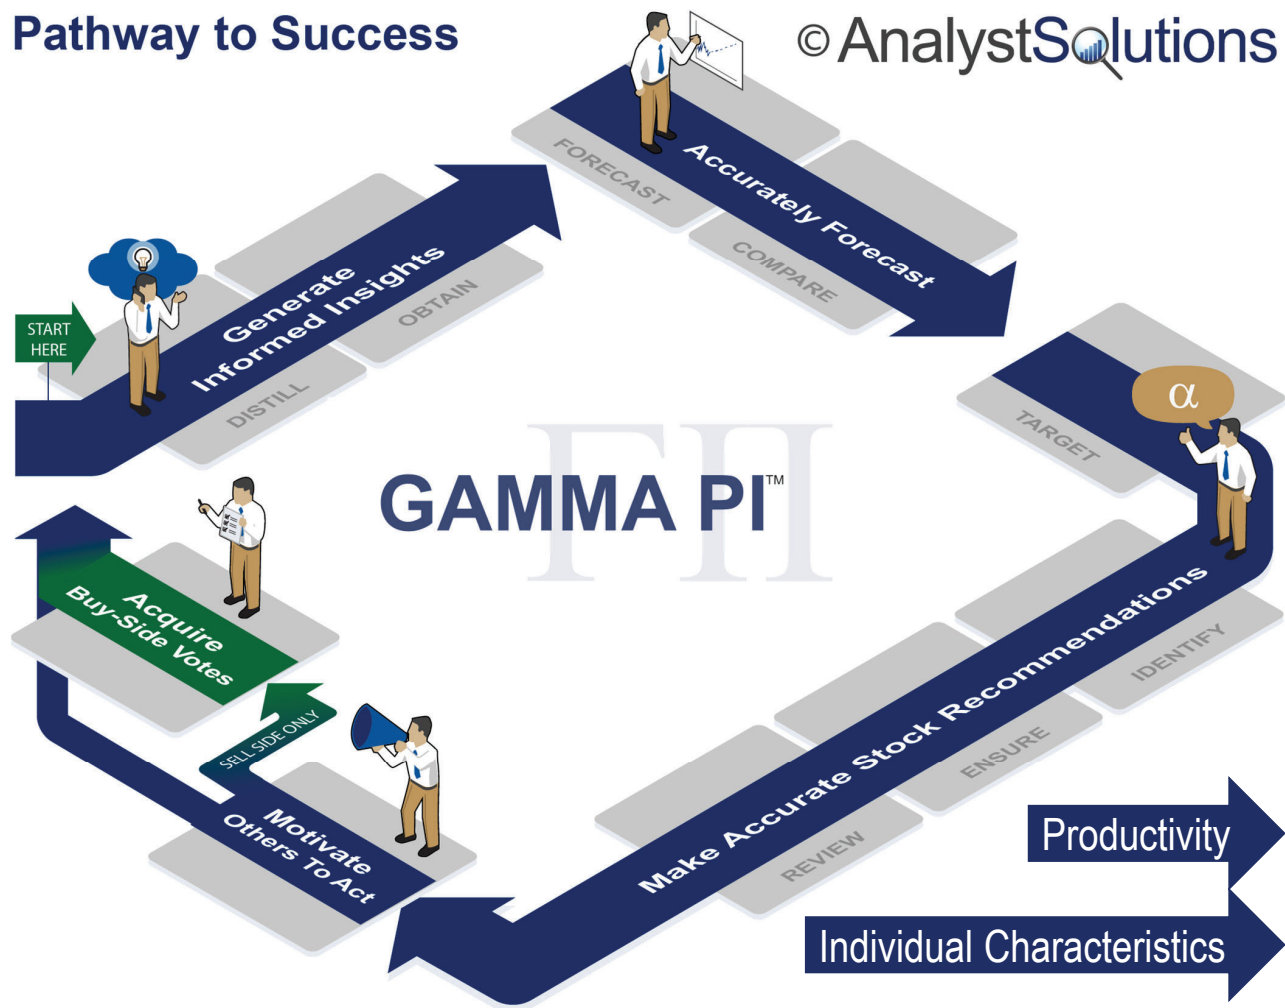 Pathway to Success
© AnalystSolutions
START
HERE
Generate
Informed Insights
DISTILL
OBTAIN
Accurately Forecast
FORECAST
COMPARE
α
TARGET
ΓΠ
GAMMA PI™
Make Accurate Stock Recommendations
IDENTIFY
ENSURE
REVIEW
Motivate
Others To Act
SELL SIDE ONLY
Acquire
Buy-Side Votes
Productivity
Individual Characteristics